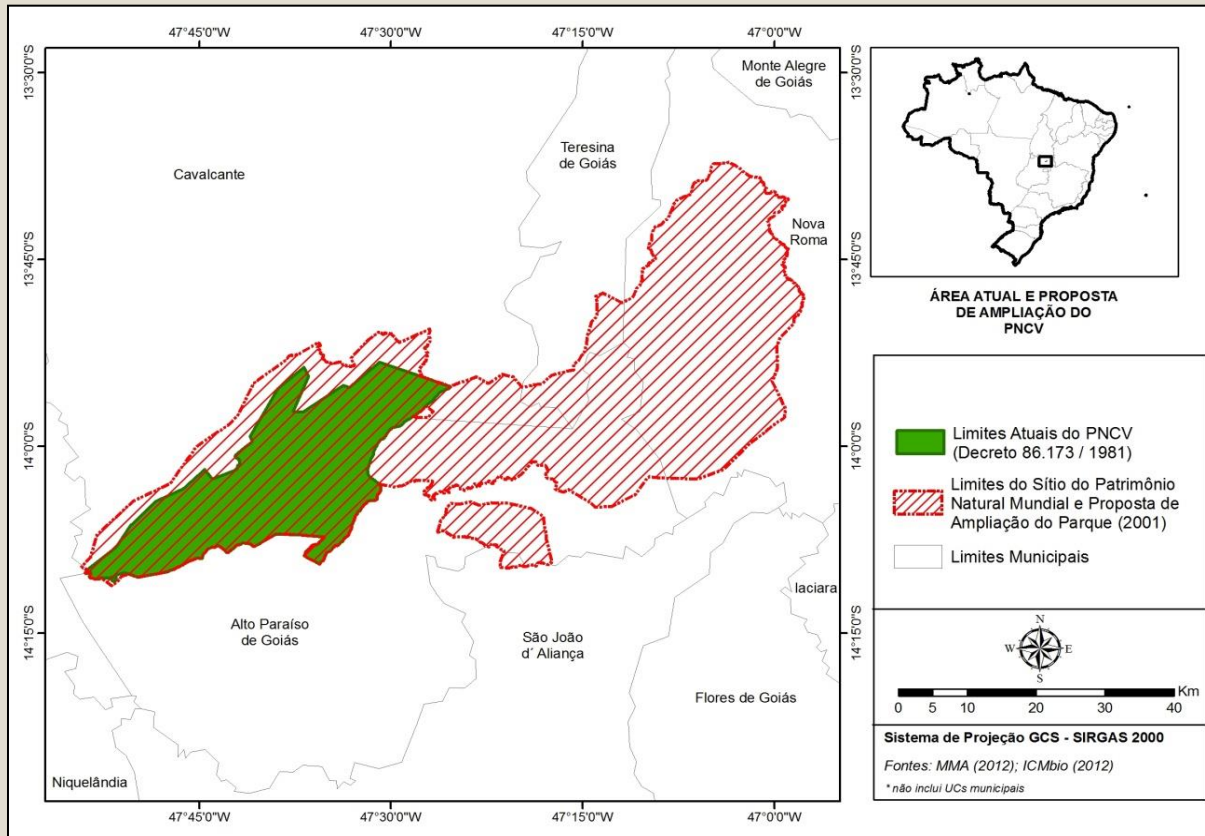 47°45'0"W
47°30'0"W
47°15'0"W
47°0'0"W
13°30'0"S
13°30'0"S
Monte Alegre
de Goiás
Teresina
de Goiás
Cavalcante
Nova
Roma
13°45'0"S
13°45'0"S
14°0'0"S
14°0'0"S
Alto Paraíso
de Goiás
São João
d´ Aliança
Iaciara
14°15'0"S
14°15'0"S
Flores de Goiás
Niquelândia
47°45'0"W
47°30'0"W
47°15'0"W
47°0'0"W
ÁREA ATUAL E PROPOSTA
DE AMPLIAÇÃO DO
PNCV
Limites Atuais do PNCV
(Decreto 86.173 / 1981)
Limites do Sítio do Patrimônio
Natural Mundial e Proposta de
Ampliação do Parque (2001)
Limites Municipais
N
W E
S
Km
0 5 10 20 30 40
Sistema de Projeção GCS - SIRGAS 2000
Fontes: MMA (2012); ICMbio (2012)
* não inclui UCs municipais